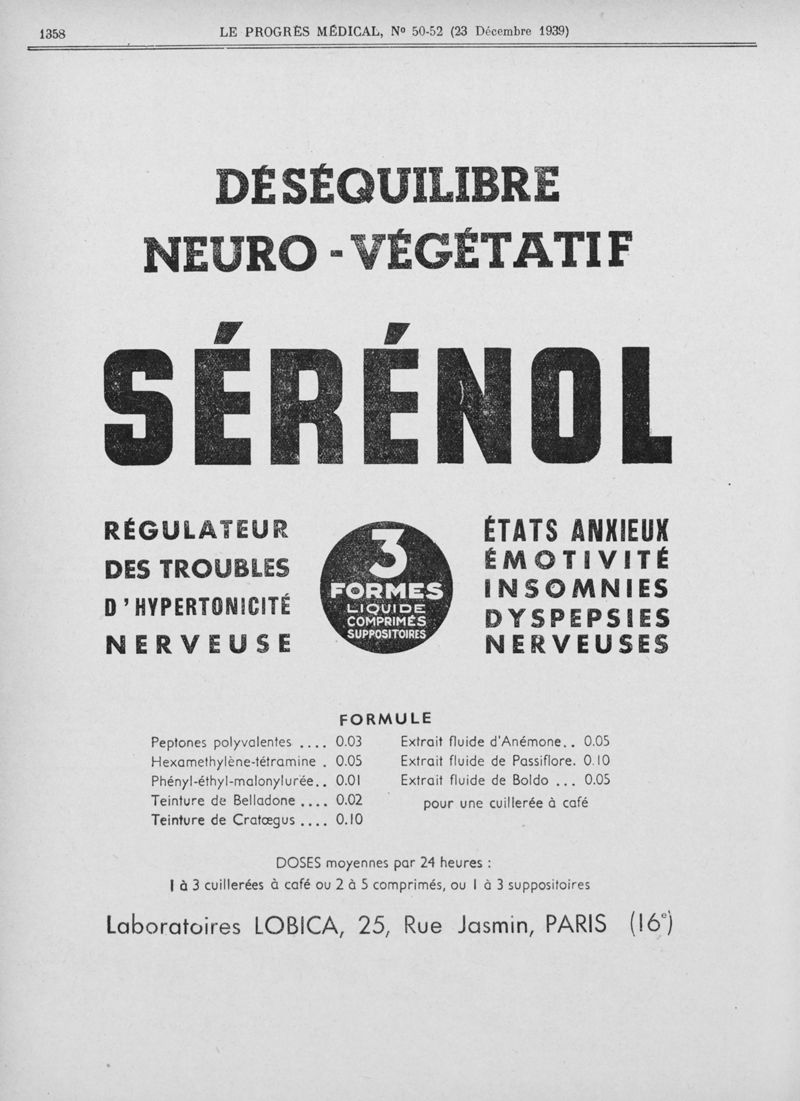 1358
LE PROGRÈS MÉDICAL, Nº 50-52 (23 Décembre 1939)
DÉSÉQUILIBRE
NEURO-VÉGÉTATIF
SÉRÉNOL
RÉGULATEUR
DES TROUBLES
D'HYPERTONICITÉ
NERVEUSE
3
FORMES
LIQUIDE
COMPRIMÉS
SUPPOSITOIRES
ÉTATS ANXIEUX
ÉMOTIVITÉ
INSOMNIES
DYSPEPSIES
NERVEUSES
FORMULE
Peptones polyvalentes .... 0.03
Hexamethylène-tétramine . 0.05
Phényl-éthyl-malonylurée.. 0.01
Teinture de Belladone .... 0.02
Teinture de Cratœgus .... 0.10
Extrait fluide d'Anémone.. 0.05
Extrait fluide de Passiflore. 0.10
Extrait fluide de Boldo ... 0.05
pour une cuillerée à café
DOSES moyennes par 24 heures :
1 à 3 cuillerées à café ou 2 à 5 comprimés, ou 1 à 3 suppositoires
Laboratoires LOBICA, 25, Rue Jasmin, PARIS (16e)